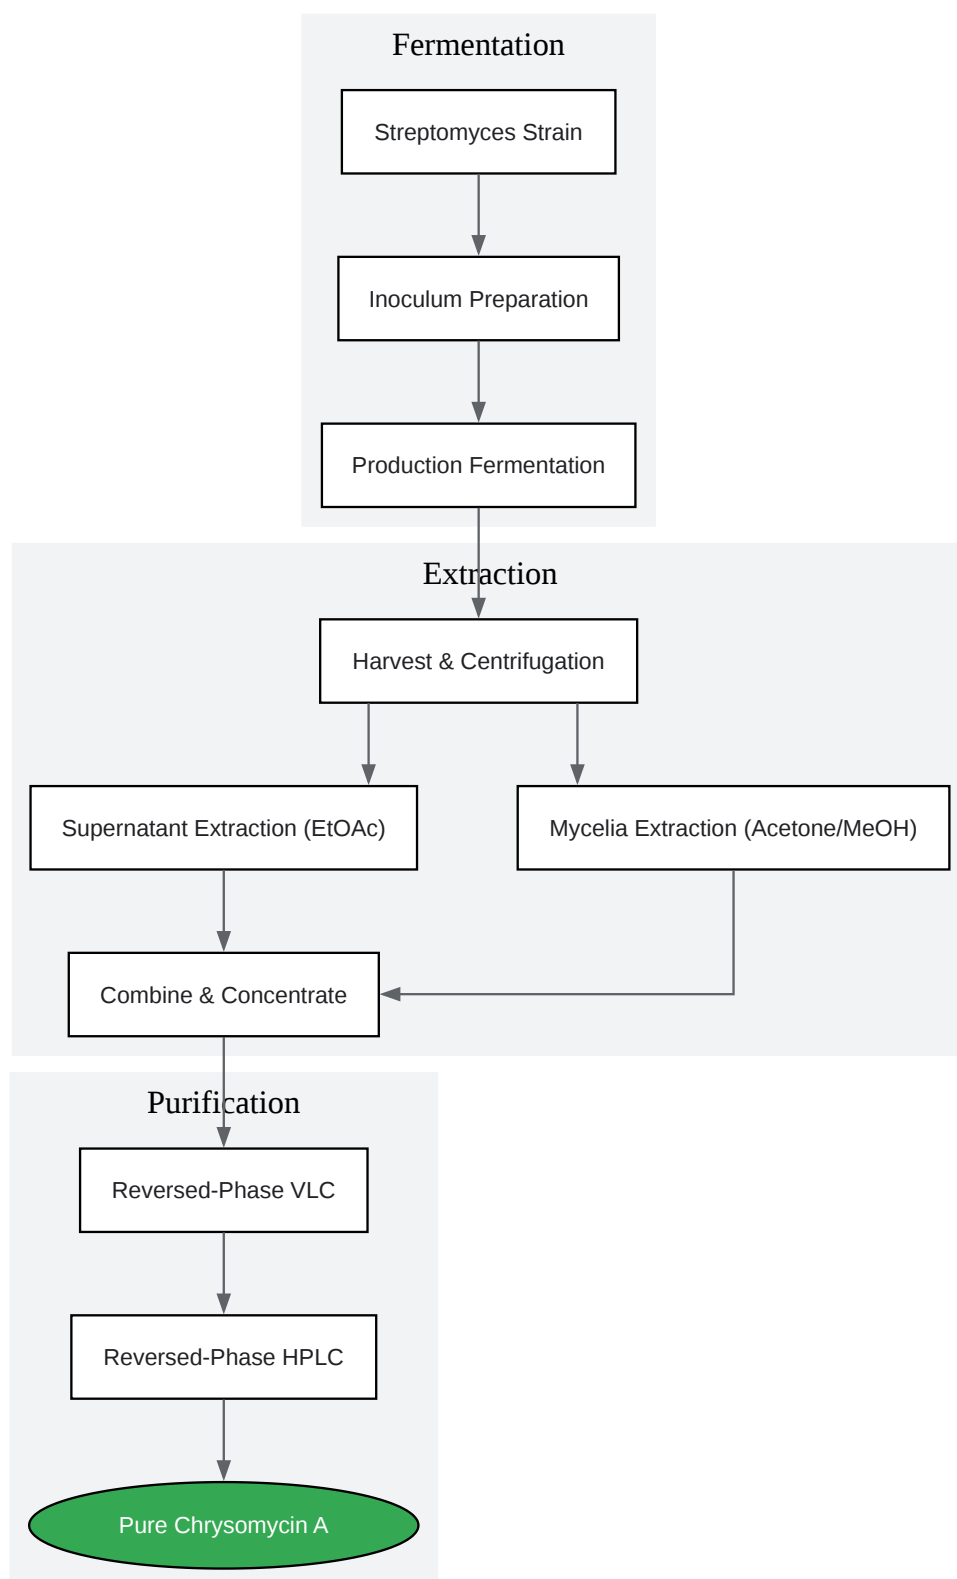 Fermentation
Streptomyces Strain
Inoculum Preparation
Production Fermentation
Extraction
Harvest & Centrifugation
Supernatant Extraction (EtOAc)
Mycelia Extraction (Acetone/MeOH)
Combine & Concentrate
Purification
Reversed-Phase VLC
Reversed-Phase HPLC
Pure Chrysomycin A